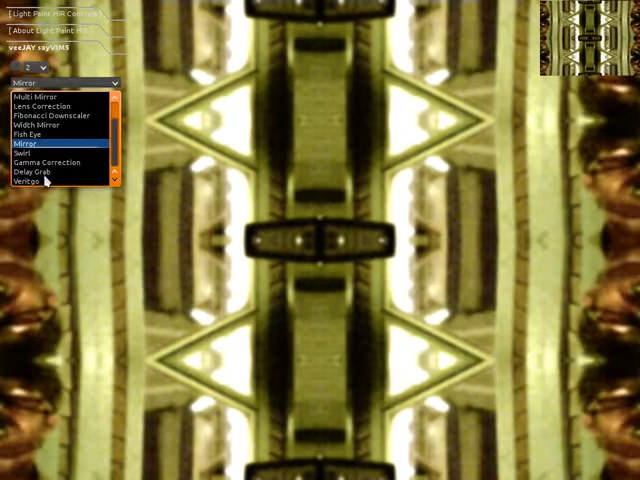 [ Light Paint HiR Controls ]
[ About Light Paint HiR ]
veeJAY sayVIMS
2
Mirror
Multi Mirror
Lens Correction
Fibonacci Downscaler
Width Mirror
Fish Eye
Mirror
Swirl
Gamma Correction
Delay Grab
Veritgo